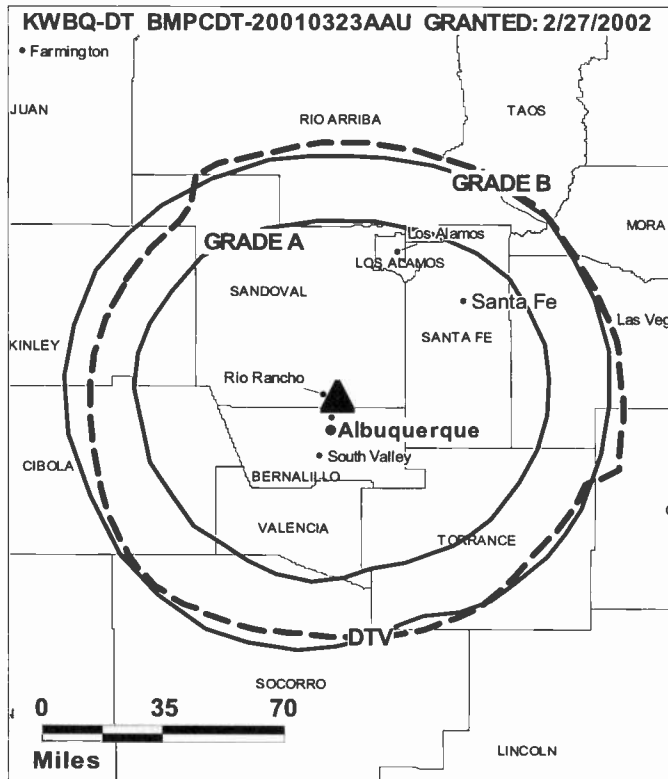 KWBQ-DT BMPCDT-20010323AAU GRANTED: 2/27/2002
Farmington
JUAN
RIO ARRIBA
TAOS
GRADE B
MORA
GRADE A
Los Alamos
LOS ALAMOS
SANDOVAL
Santa Fe
Las Veg
SANTA FE
KINLEY
Rio Rancho
Albuquerque
CIBOLA
South Valley
BERNALILLO
VALENCIA
TORRANCE
DTV
SOCORRO
0 35 70
Miles
LINCOLN